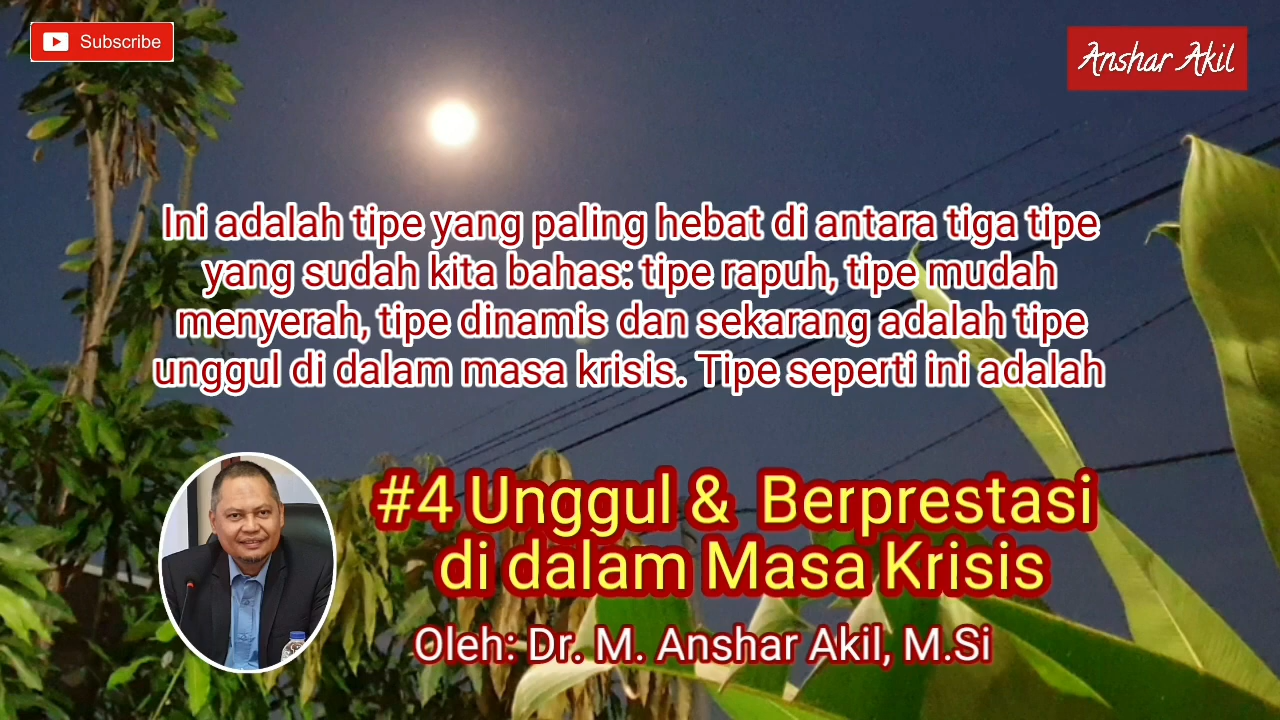 Subscribe
Anshar Akil
Ini adalah tipe yang paling hebat di antara tiga tipe
yang sudah kita bahas: tipe rapuh, tipe mudah
menyerah, tipe dinamis dan sekarang adalah tipe
unggul di dalam masa krisis. Tipe seperti ini adalah
#4 Unggul & Berprestasi
di dalam Masa Krisis
Oleh: Dr. M. Anshar Akil, M.Si